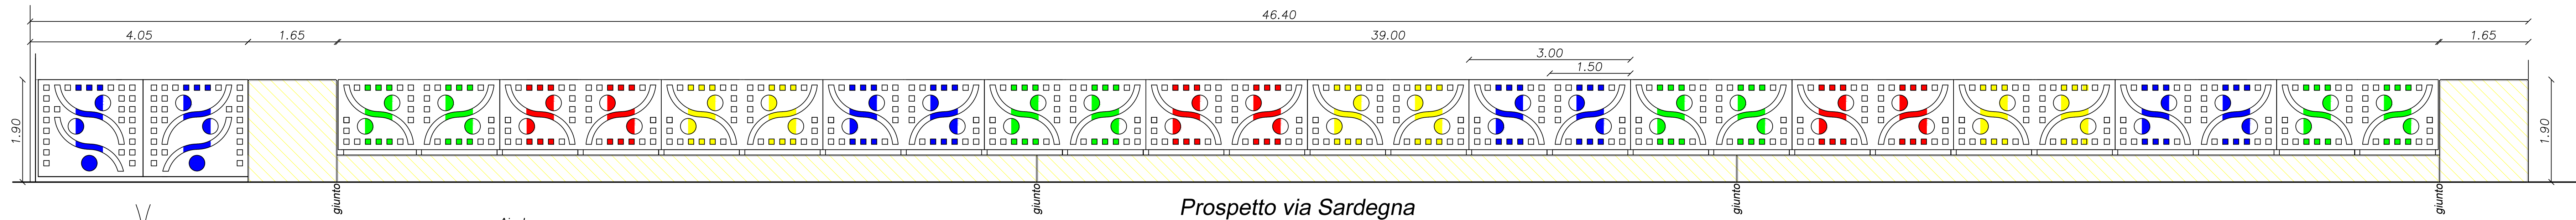 46.40
4.05 1.65 39.00 1.65
3.00
1.50
1.90 1.90
giunto giunto giunto giunto
Prospetto via Sardegna